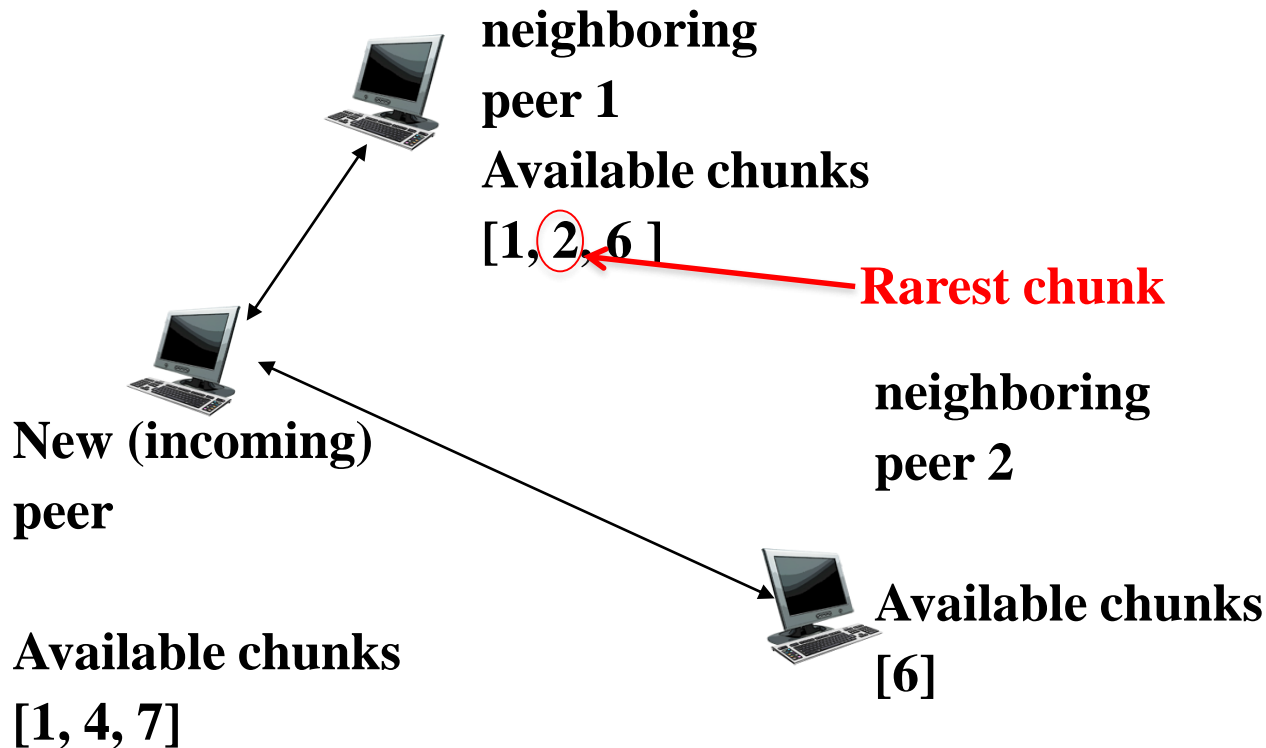 neighboring
peer 1
Available chunks
[1, 2, 6 ]
Rarest chunk
neighboring
peer 2
New (incoming)
peer
Available chunks
[6]
Available chunks
[1, 4, 7]